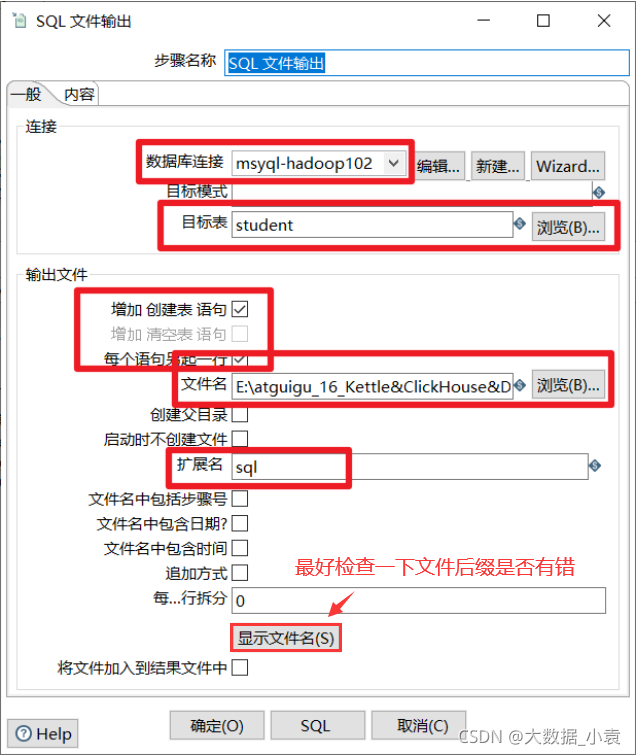 SQL 文件输出
步骤名称 SQL 文件输出
一般 内容
连接
数据库连接 msyql-hadoop102 编辑... 新建... Wizard...
目标模式
目标表 student 浏览(B)...
输出文件
增加 创建表 语句
增加 清空表 语句
每个语句另起一行
文件名 E:\atguigu_16_Kettle&ClickHouse&D 浏览(B)...
创建父目录
启动时不创建文件
扩展名 sql
文件名中包括步骤号
文件名中包含日期?
文件名中包含时间
最好检查一下文件后缀是否有错
追加方式
每...行拆分 0
显示文件名(S)
将文件加入到结果文件中
Help 确定(O) SQL 取消(C)
CSDN @大数据_小袁